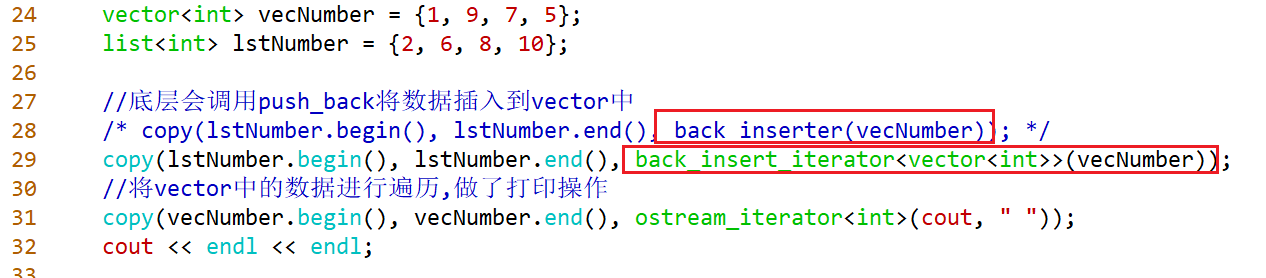 24 vector<int> vecNumber = {1, 9, 7, 5};
25 list<int> lstNumber = {2, 6, 8, 10};
26
27 //底层会调用push_back将数据插入到vector中
28 /* copy(lstNumber.begin(), lstNumber.end(), back_inserter(vecNumber)); */
29 copy(lstNumber.begin(), lstNumber.end(), back_insert_iterator<vector<int>>(vecNumber));
30 //将vector中的数据进行遍历,做了打印操作
31 copy(vecNumber.begin(), vecNumber.end(), ostream_iterator<int>(cout, " "));
32 cout << endl << endl;
33